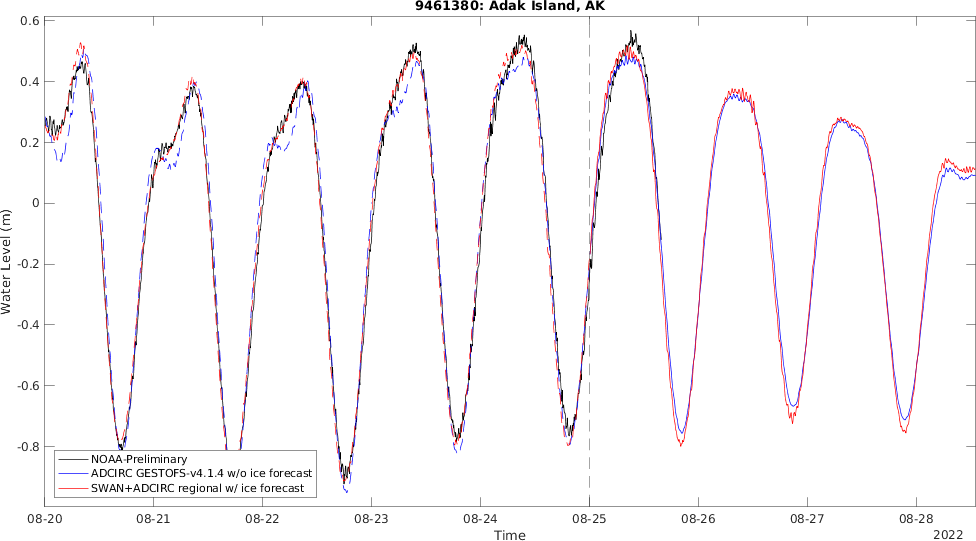 9461380: Adak Island, AK
0.6
0.4
0.2
0
-0.2
-0.4
-0.6
-0.8
Water Level (m)
NOAA-Preliminary
ADCIRC GESTOFS-v4.1.4 w/o ice forecast
SWAN+ADCIRC regional w/ ice forecast
08-20 08-21 08-22 08-23 08-24 08-25 08-26 08-27 08-28
Time
2022